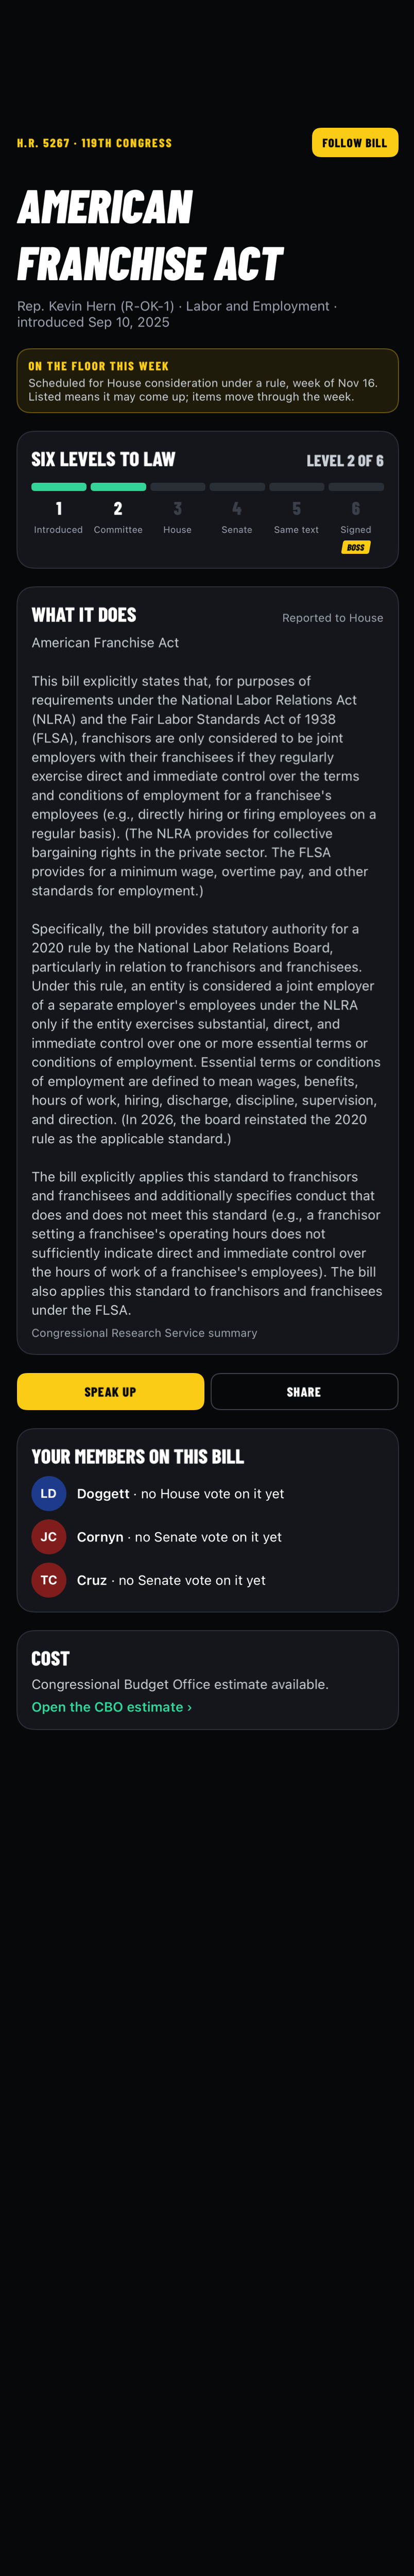 H.R. 5267 · 119TH CONGRESS
FOLLOW BILL
AMERICAN
FRANCHISE ACT
Rep. Kevin Hern (R-OK-1) · Labor and Employment ·
introduced Sep 10, 2025
ON THE FLOOR THIS WEEK
Scheduled for House consideration under a rule, week of Nov 16.
Listed means it may come up; items move through the week.
SIX LEVELS TO LAW
LEVEL 2 OF 6
1 2 3 4 5 6
Introduced Committee House Senate Same text Signed
BOSS
WHAT IT DOES
Reported to House
American Franchise Act
This bill explicitly states that, for purposes of
requirements under the National Labor Relations Act
(NLRA) and the Fair Labor Standards Act of 1938
(FLSA), franchisors are only considered to be joint
employers with their franchisees if they regularly
exercise direct and immediate control over the terms
and conditions of employment for a franchisee's
employees (e.g., directly hiring or firing employees on a
regular basis). (The NLRA provides for collective
bargaining rights in the private sector. The FLSA
provides for a minimum wage, overtime pay, and other
standards for employment.)
Specifically, the bill provides statutory authority for a
2020 rule by the National Labor Relations Board,
particularly in relation to franchisors and franchisees.
Under this rule, an entity is considered a joint employer
of a separate employer's employees under the NLRA
only if the entity exercises substantial, direct, and
immediate control over one or more essential terms or
conditions of employment. Essential terms or conditions
of employment are defined to mean wages, benefits,
hours of work, hiring, discharge, discipline, supervision,
and direction. (In 2026, the board reinstated the 2020
rule as the applicable standard.)
The bill explicitly applies this standard to franchisors
and franchisees and additionally specifies conduct that
does and does not meet this standard (e.g., a franchisor
setting a franchisee's operating hours does not
sufficiently indicate direct and immediate control over
the hours of work of a franchisee's employees). The bill
also applies this standard to franchisors and franchisees
under the FLSA.
Congressional Research Service summary
SPEAK UP
SHARE
YOUR MEMBERS ON THIS BILL
LD Doggett · no House vote on it yet
JC Cornyn · no Senate vote on it yet
TC Cruz · no Senate vote on it yet
COST
Congressional Budget Office estimate available.
Open the CBO estimate ›